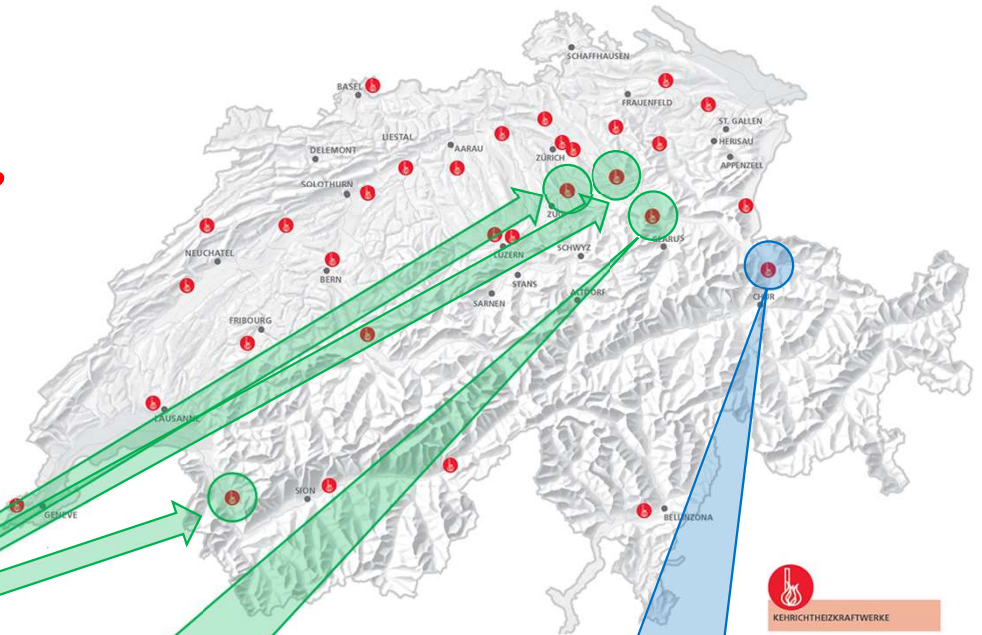 SCHAFFHAUSEN
BASEL
FRAUENFELD
ST. GALLEN
LIESTAL
HERISAU
DELEMONT
AARAU
ZÜRICH
APPENZELL
SOLOTHURN
GLARUS
NEUCHATEL
LUZERN
SCHWYZ
BERN
STANS
ALTDORF
SARNEN
CHUR
FRIBOURG
LAUSANNE
SION
GENÈVE
BELLINZONA
KEHRICHTHEIZKRAFTWERKE